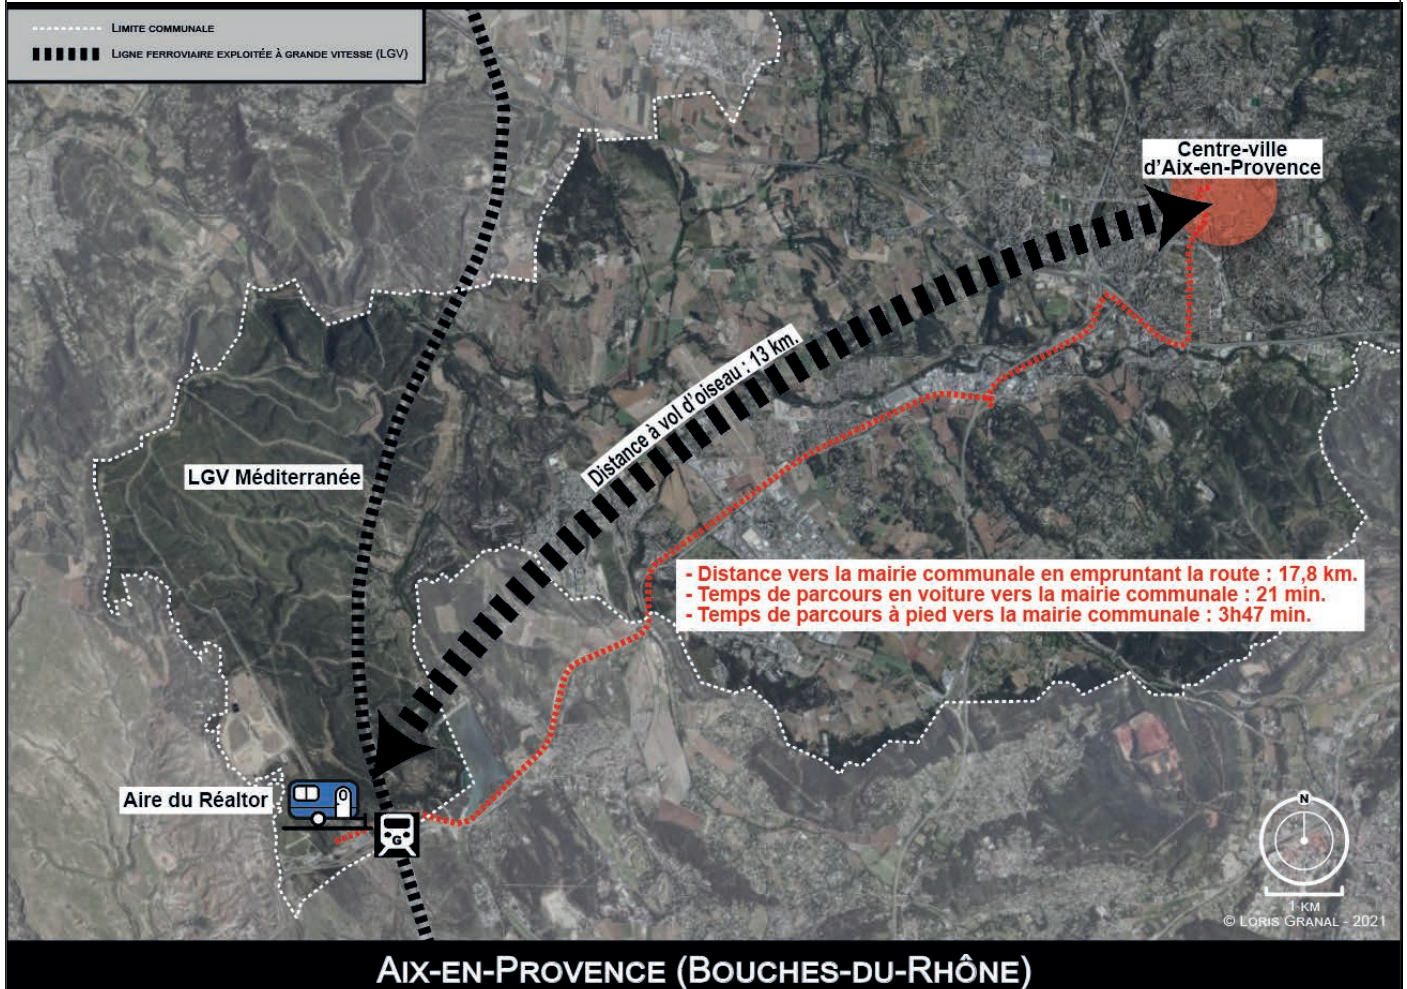 Limite communale
Ligne ferroviaire exploitée à grande vitesse (LGV)
Centre-ville
d'Aix-en-Provence
Distance à vol d'oiseau : 13 km.
LGV Méditerranée
- Distance vers la mairie communale en empruntant la route : 17,8 km.
- Temps de parcours en voiture vers la mairie communale : 21 min.
- Temps de parcours à pied vers la mairie communale : 3h47 min.
Aire du Réaltor
G
N
1 km
© Loris Granal - 2021
Aix-en-Provence (Bouches-du-Rhône)